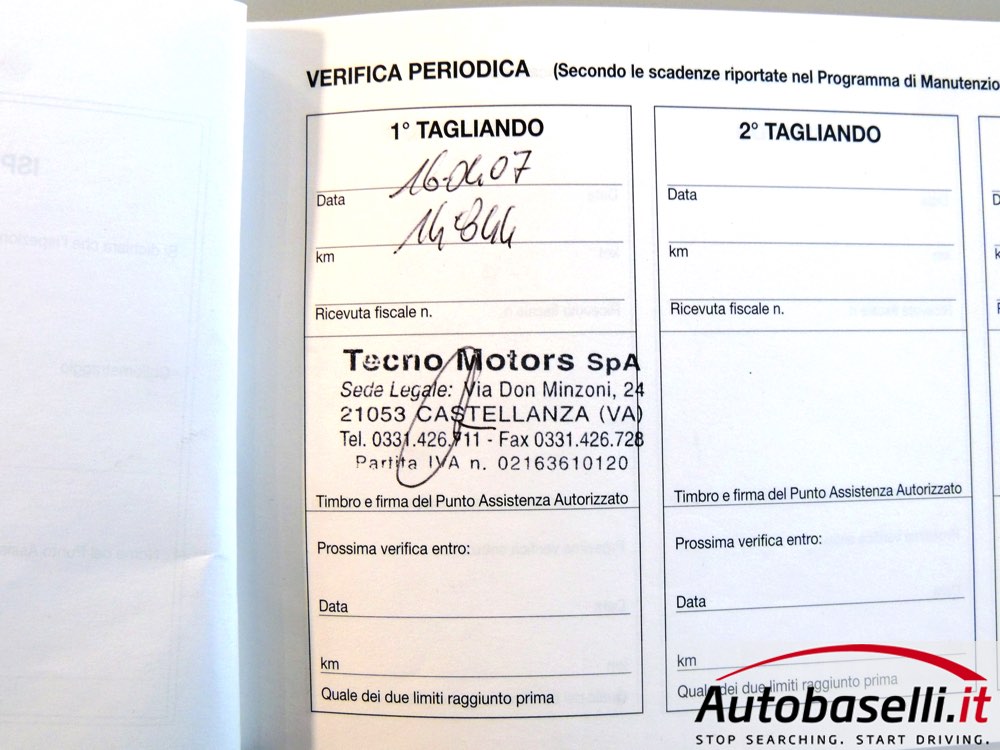 VERIFICA PERIODICA (Secondo le scadenze riportate nel Programma di Manutenzio
1° TAGLIANDO
16.04.07
Data
14844
km
Ricevuta fiscale n.
Tecno Motors SpA
Sede Legale: Via Don Minzoni, 24
21053 CASTELLANZA (VA)
Tel. 0331.426.711 - Fax 0331.426.728
Partita IVA n. 02163610120
Timbro e firma del Punto Assistenza Autorizzato
Prossima verifica entro:
Data
km
Quale dei due limiti raggiunto prima
2° TAGLIANDO
Data
km
Ricevuta fiscale n.
Timbro e firma del Punto Assistenza Autorizzato
Prossima verifica entro:
Data
km
Quale dei due limiti raggiunto prima
Autobaselli.it
STOP SEARCHING. START DRIVING.